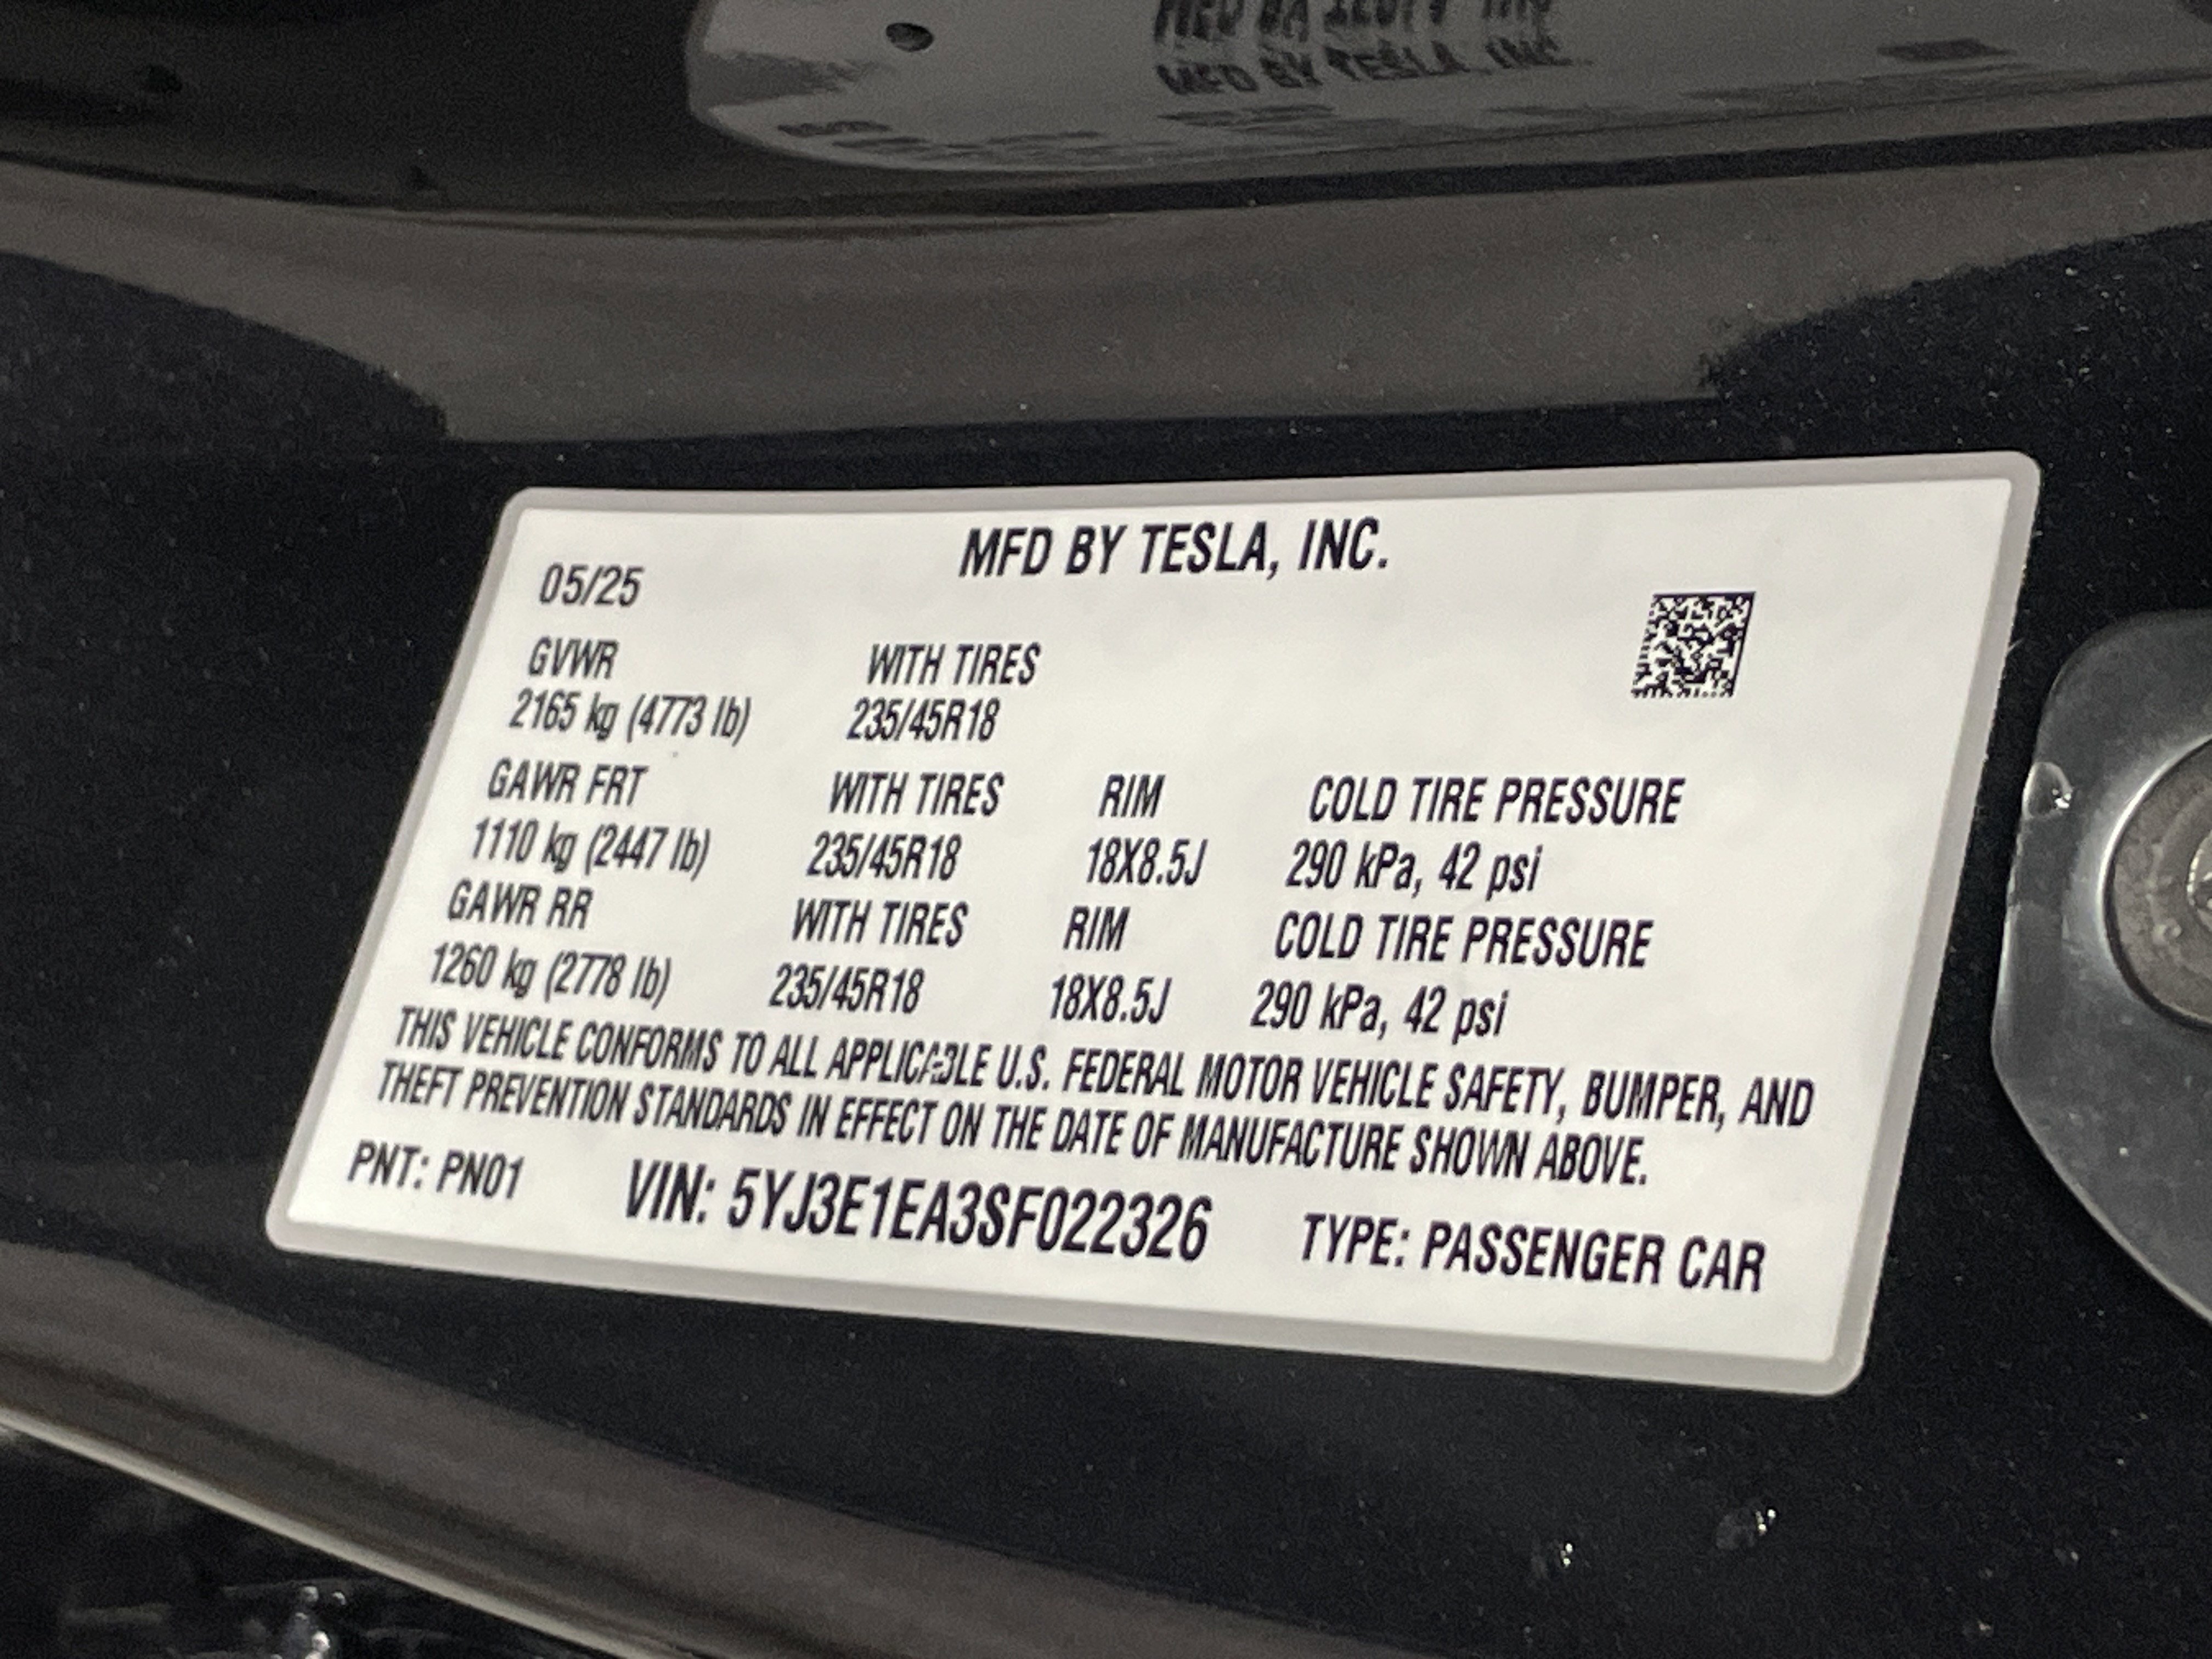 MFD BY TESLA, INC.
MFD BY TESLA, INC.
05/25
GVWR WITH TIRES
2165 kg (4773 lb) 235/45R18
GAWR FRT WITH TIRES RIM COLD TIRE PRESSURE
1110 kg (2447 lb) 235/45R18 18X8.5J 290 kPa, 42 psi
GAWR RR WITH TIRES RIM COLD TIRE PRESSURE
1260 kg (2778 lb) 235/45R18 18X8.5J 290 kPa, 42 psi
THIS VEHICLE CONFORMS TO ALL APPLICABLE U.S. FEDERAL MOTOR VEHICLE SAFETY, BUMPER, AND
THEFT PREVENTION STANDARDS IN EFFECT ON THE DATE OF MANUFACTURE SHOWN ABOVE.
PNT: PN01 VIN: 5YJ3E1EA3SF022326 TYPE: PASSENGER CAR